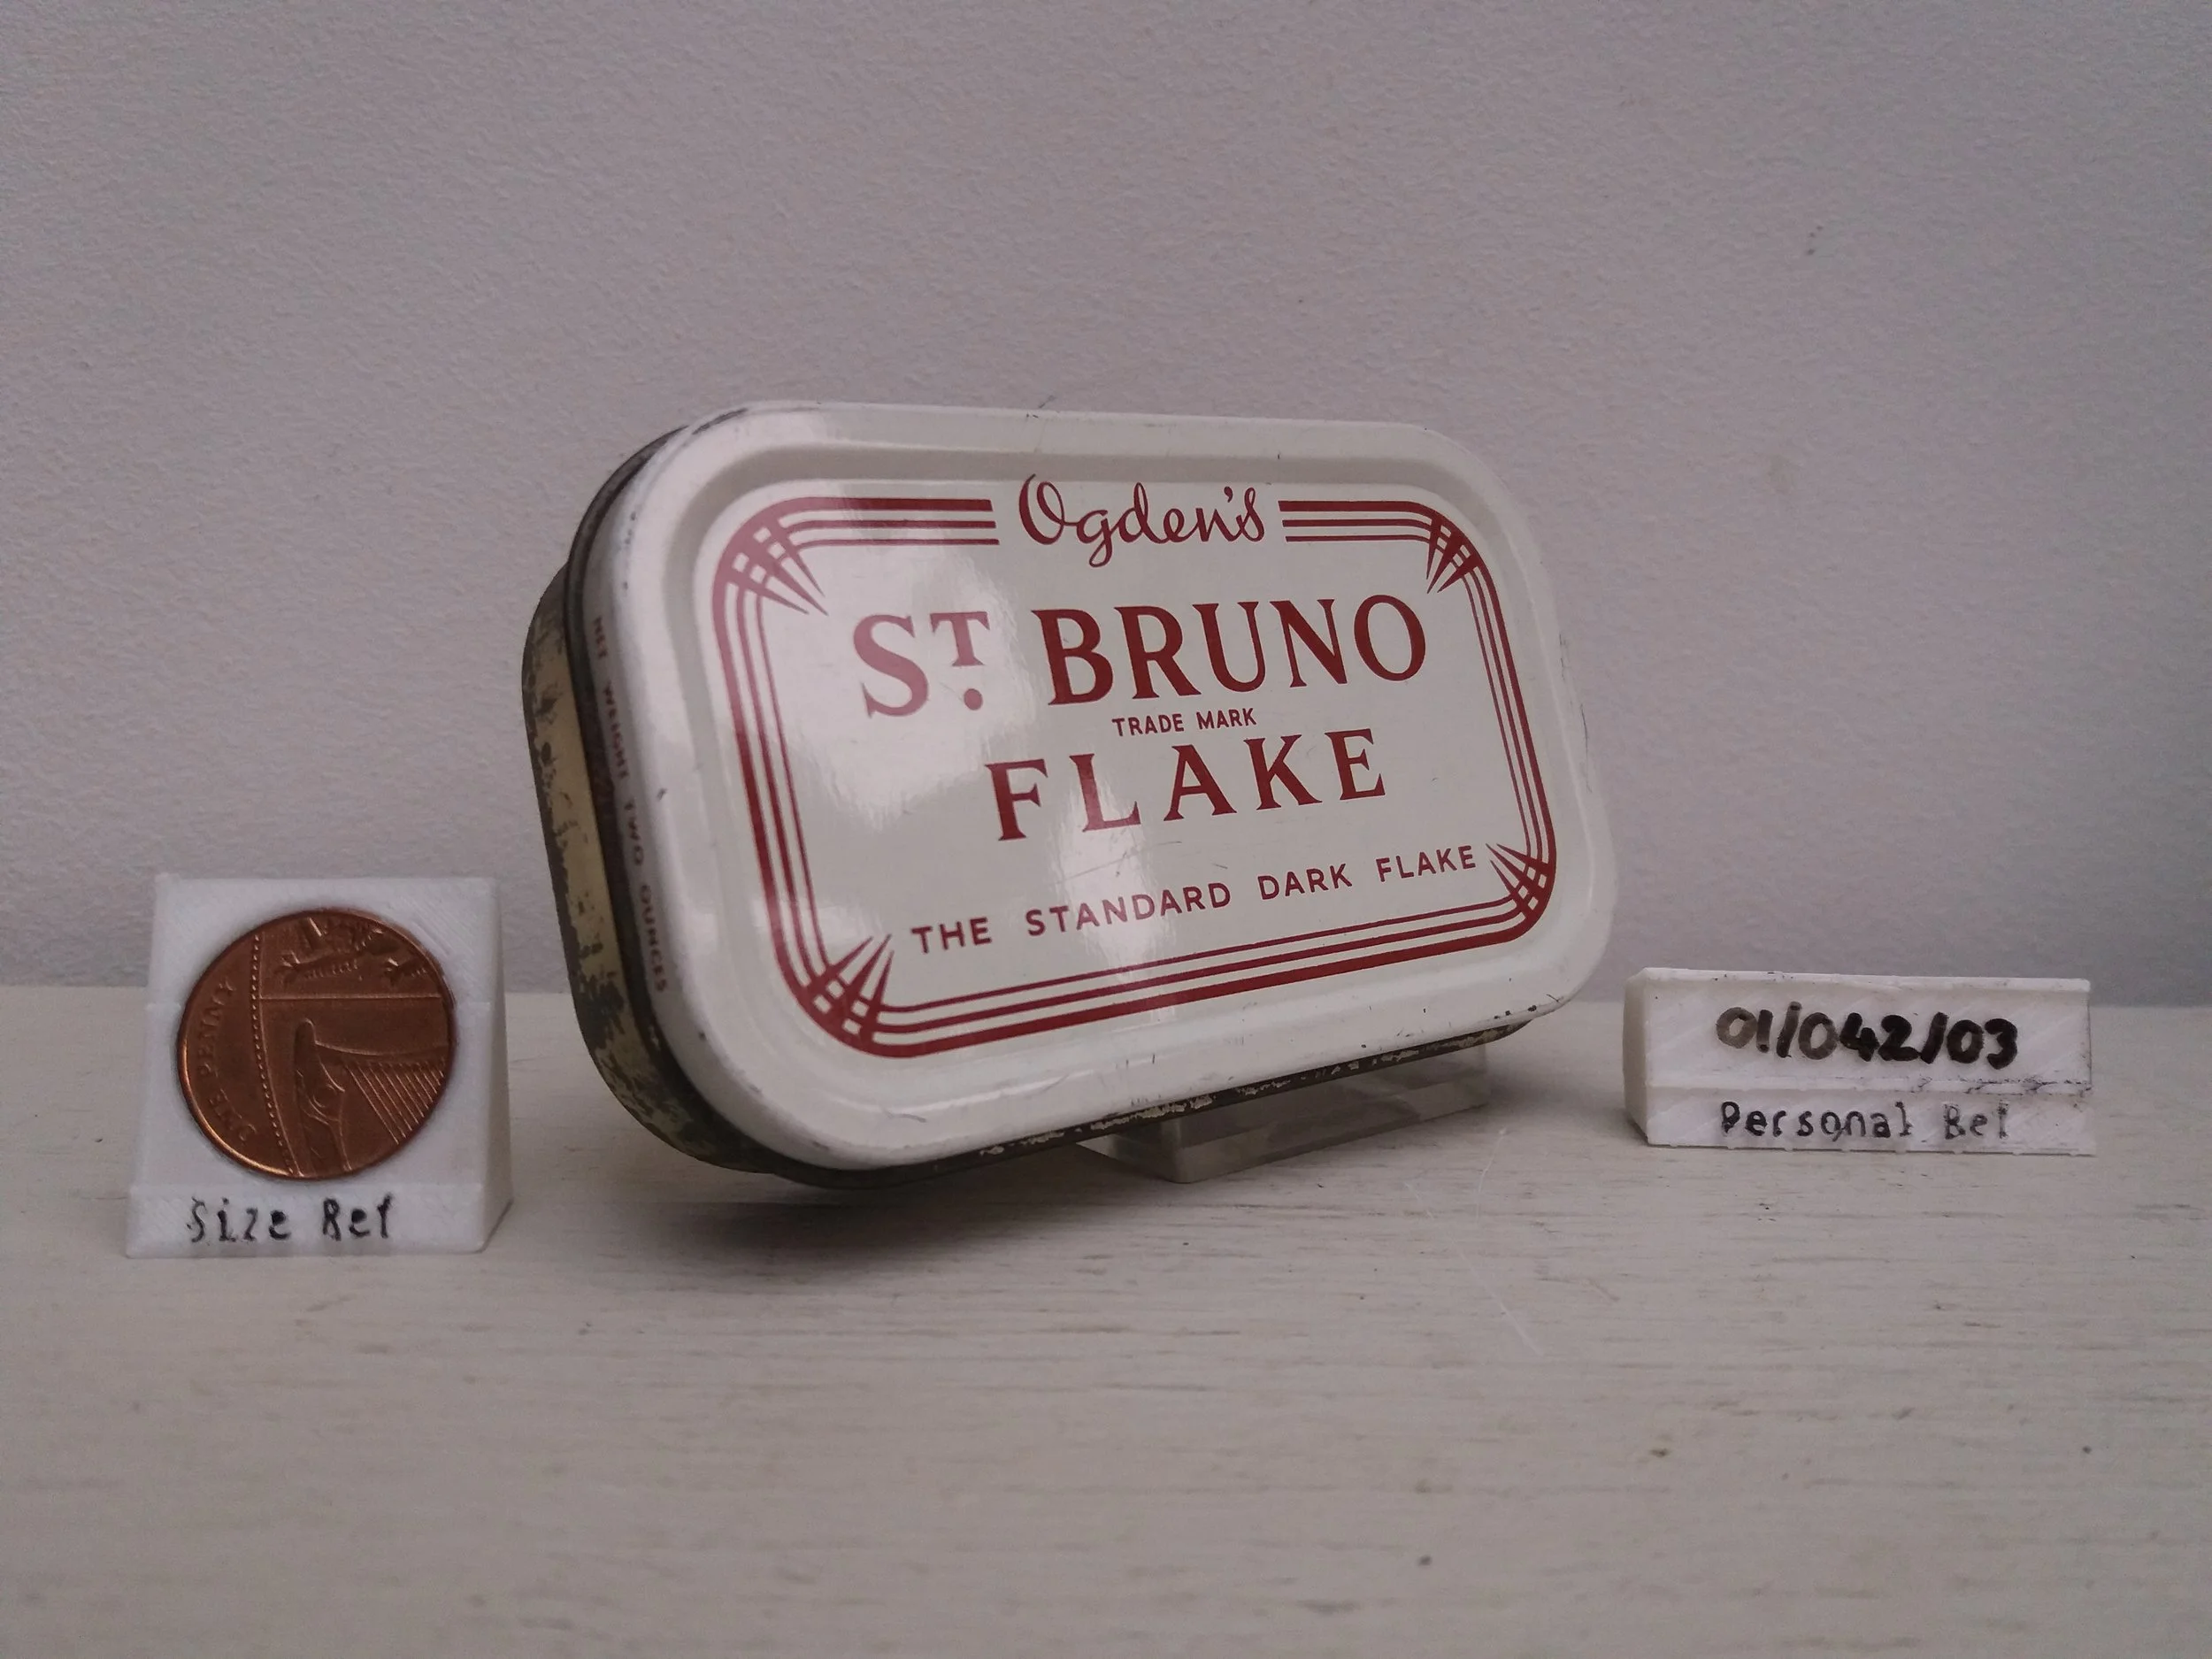 Ogden's
ST. BRUNO
TRADE MARK
FLAKE
THE STANDARD DARK FLAKE
NET WEIGHT TWO OUNCES
ONE PENNY
Size Ref
01/042/03
Personal Ref